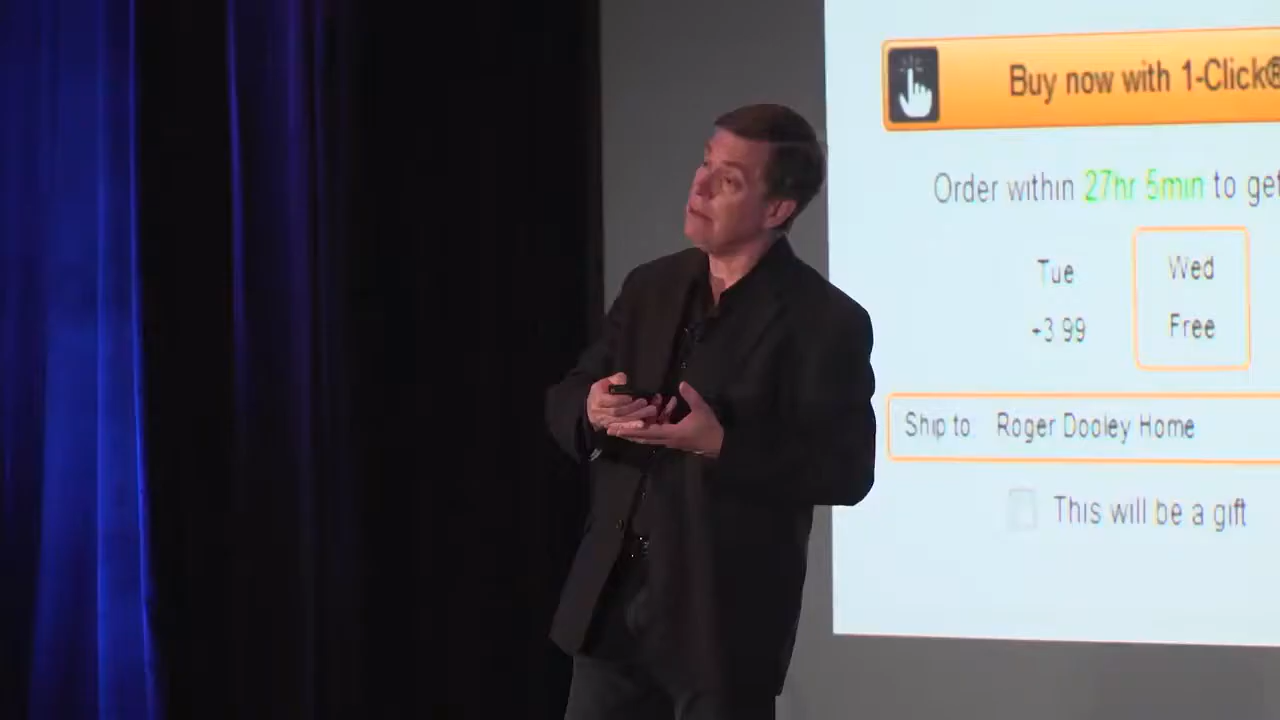 Buy now with 1-Click®
Order within 27hr 5min to get
Tue
Wed
+3 99
Free
Ship to Roger Dooley Home
This will be a gift